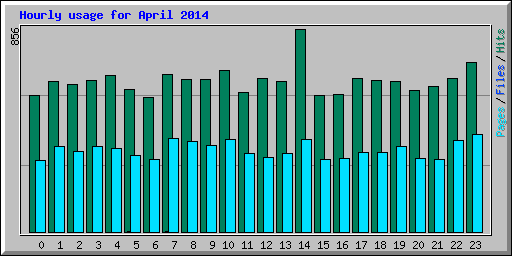 Hourly usage for April 2014
856
Pages/Files/Hits
0 1 2 3 4 5 6 7 8 9 10 11 12 13 14 15 16 17 18 19 20 21 22 23